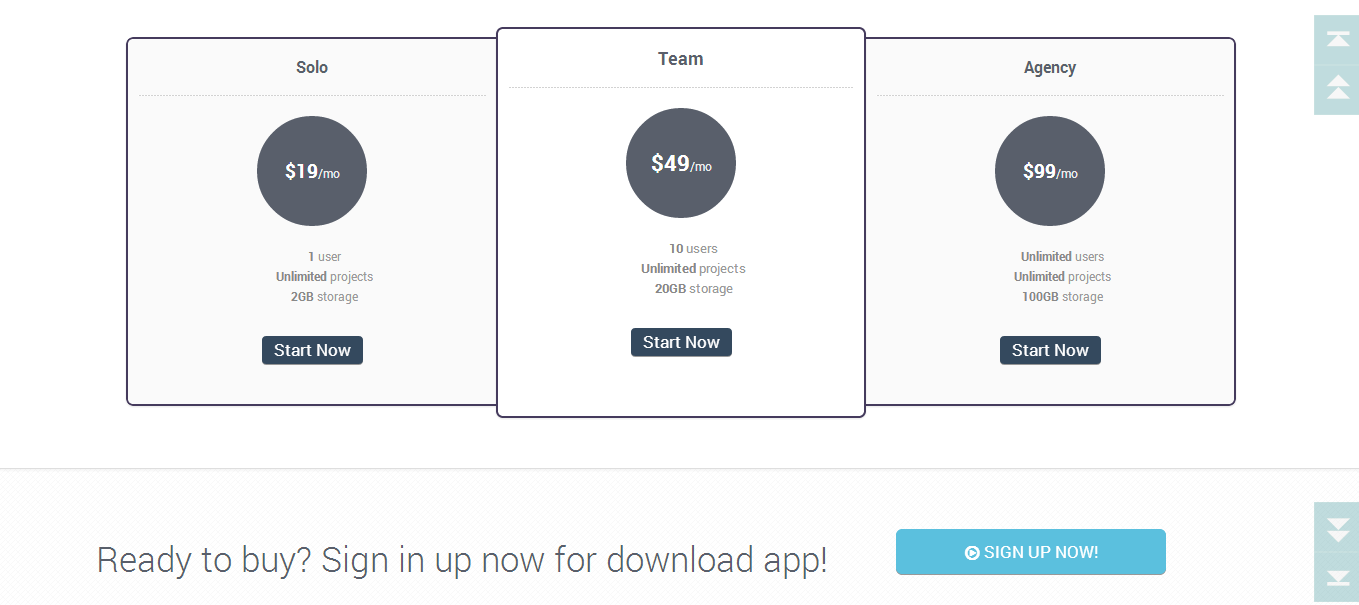 Solo
$19/mo
1 user
Unlimited projects
2GB storage
Start Now
Team
$49/mo
10 users
Unlimited projects
20GB storage
Start Now
Agency
$99/mo
Unlimited users
Unlimited projects
100GB storage
Start Now
Ready to buy? Sign in up now for download app!
SIGN UP NOW!